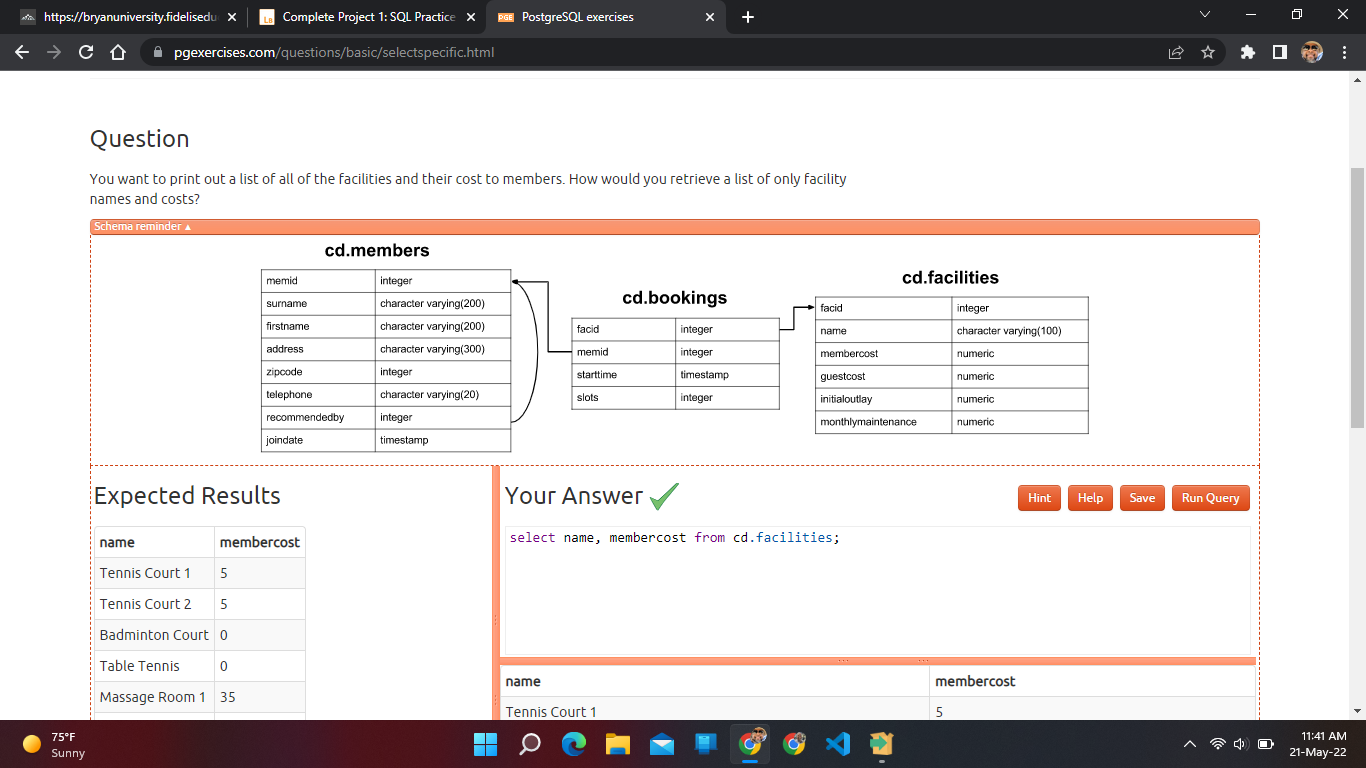 https://bryanuniversity.fidelisedu
Complete Project 1: SQL Practice
PGE
PostgreSQL exercises
pgexercises.com/questions/basic/selectspecific.html
Question
You want to print out a list of all of the facilities and their cost to members. How would you retrieve a list of only facility
names and costs?
Schema reminder ▲
cd.members
memid integer
surname character varying(200)
firstname character varying(200)
address character varying(300)
zipcode integer
telephone character varying(20)
recommendedby integer
joindate timestamp
cd.bookings
facid integer
memid integer
starttime timestamp
slots integer
cd.facilities
facid integer
name character varying(100)
membercost numeric
guestcost numeric
initialoutlay numeric
monthlymaintenance numeric
Expected Results
name membercost
Tennis Court 1 5
Tennis Court 2 5
Badminton Court 0
Table Tennis 0
Massage Room 1 35
Your Answer
Hint Help Save Run Query
select name, membercost from cd.facilities;
name membercost
Tennis Court 1 5
75°F
Sunny
11:41 AM
21-May-22